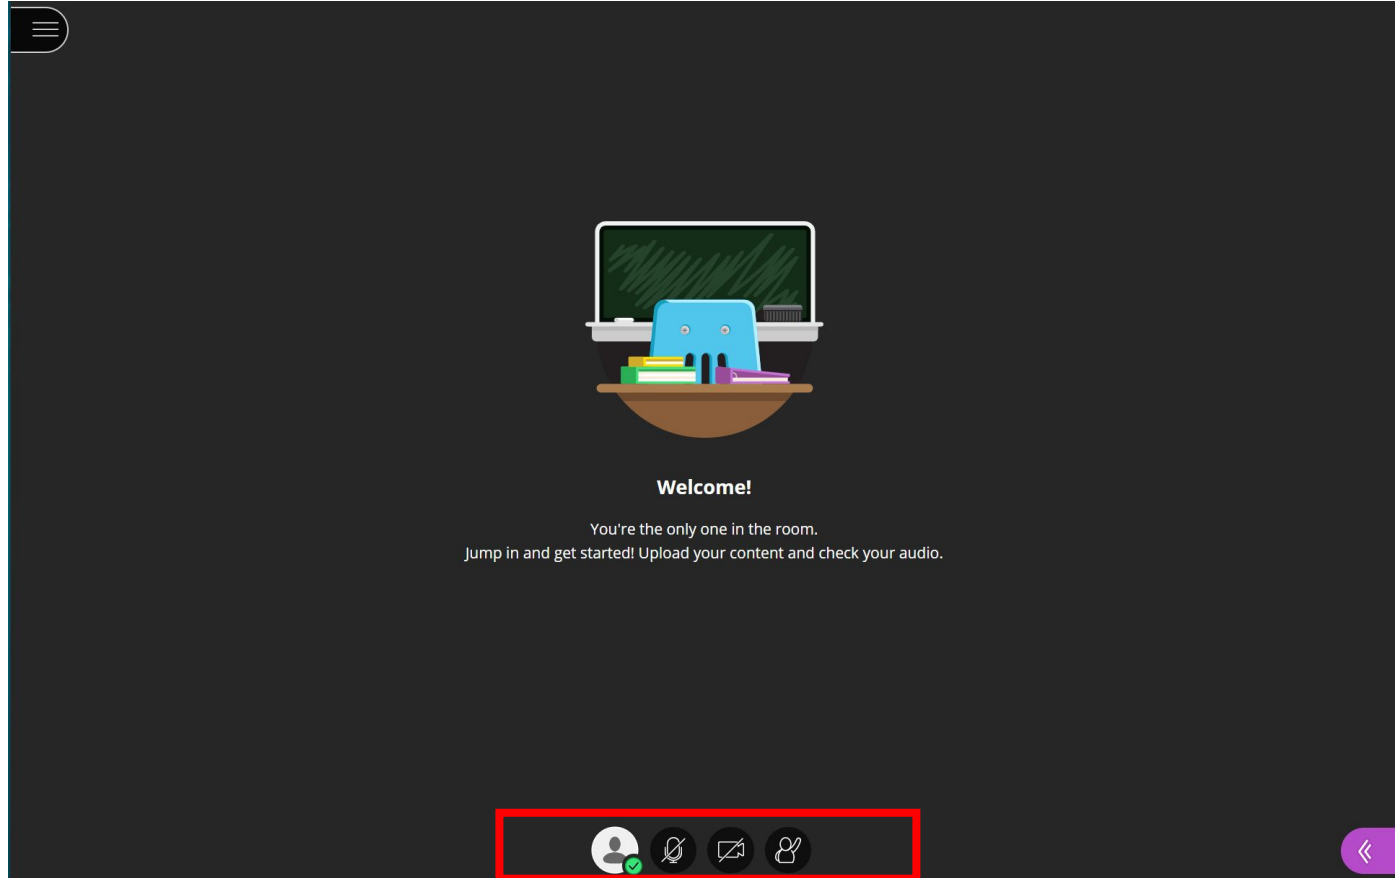 Welcome!
You're the only one in the room.
Jump in and get started! Upload your content and check your audio.